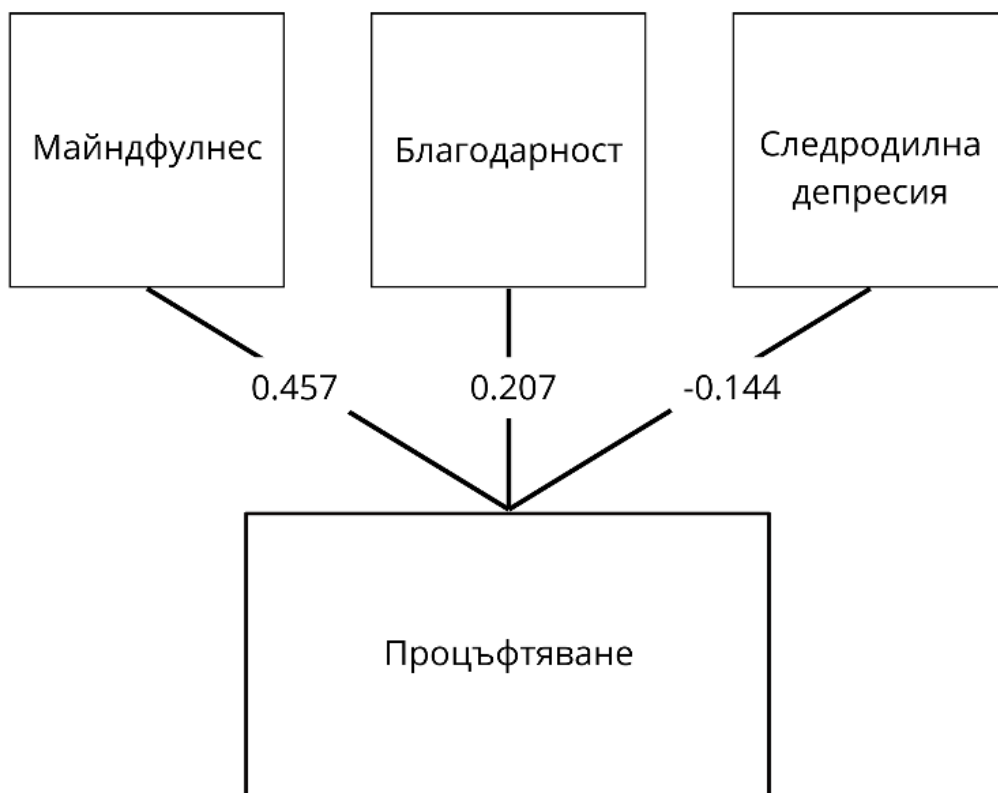 Майндфулнес
Благодарност
Следродилна
депресия
0.457
0.207
-0.144
Процъфтяване